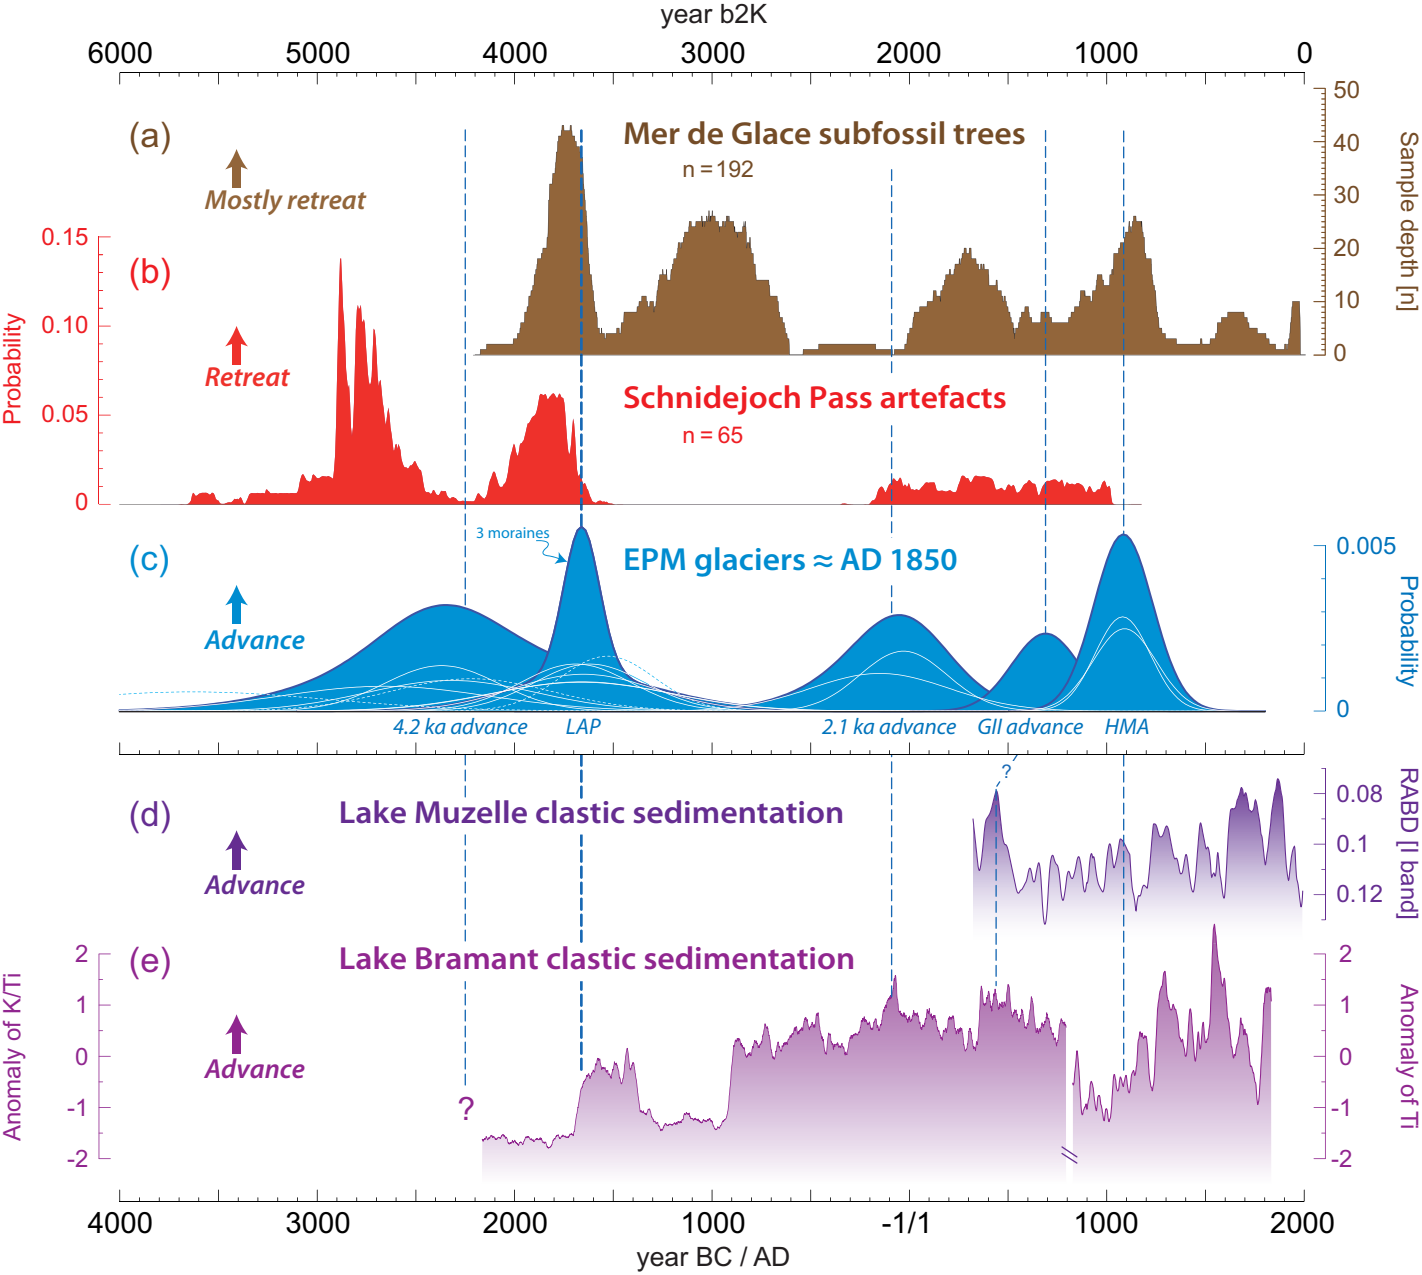 year b2K
6000 5000 4000 3000 2000 1000 0
(a)
Mer de Glace subfossil trees
n = 192
Mostly retreat
50
40
30
20
10
0
Sample depth [n]
(b)
Schnidejoch Pass artefacts
n = 65
Retreat
0.15
0.10
0.05
0
Probability
(c)
3 moraines
EPM glaciers ≈ AD 1850
Advance
0.005
0
Probability
4.2 ka advance LAP 2.1 ka advance GII advance HMA
?
(d)
Lake Muzelle clastic sedimentation
Advance
0.08
0.1
0.12
RABD [I band]
(e)
Lake Bramant clastic sedimentation
Advance
?
2
1
0
-1
-2
Anomaly of K/Ti
2
1
0
-1
-2
Anomaly of Ti
4000 3000 2000 1000 -1/1 1000 2000
year BC / AD